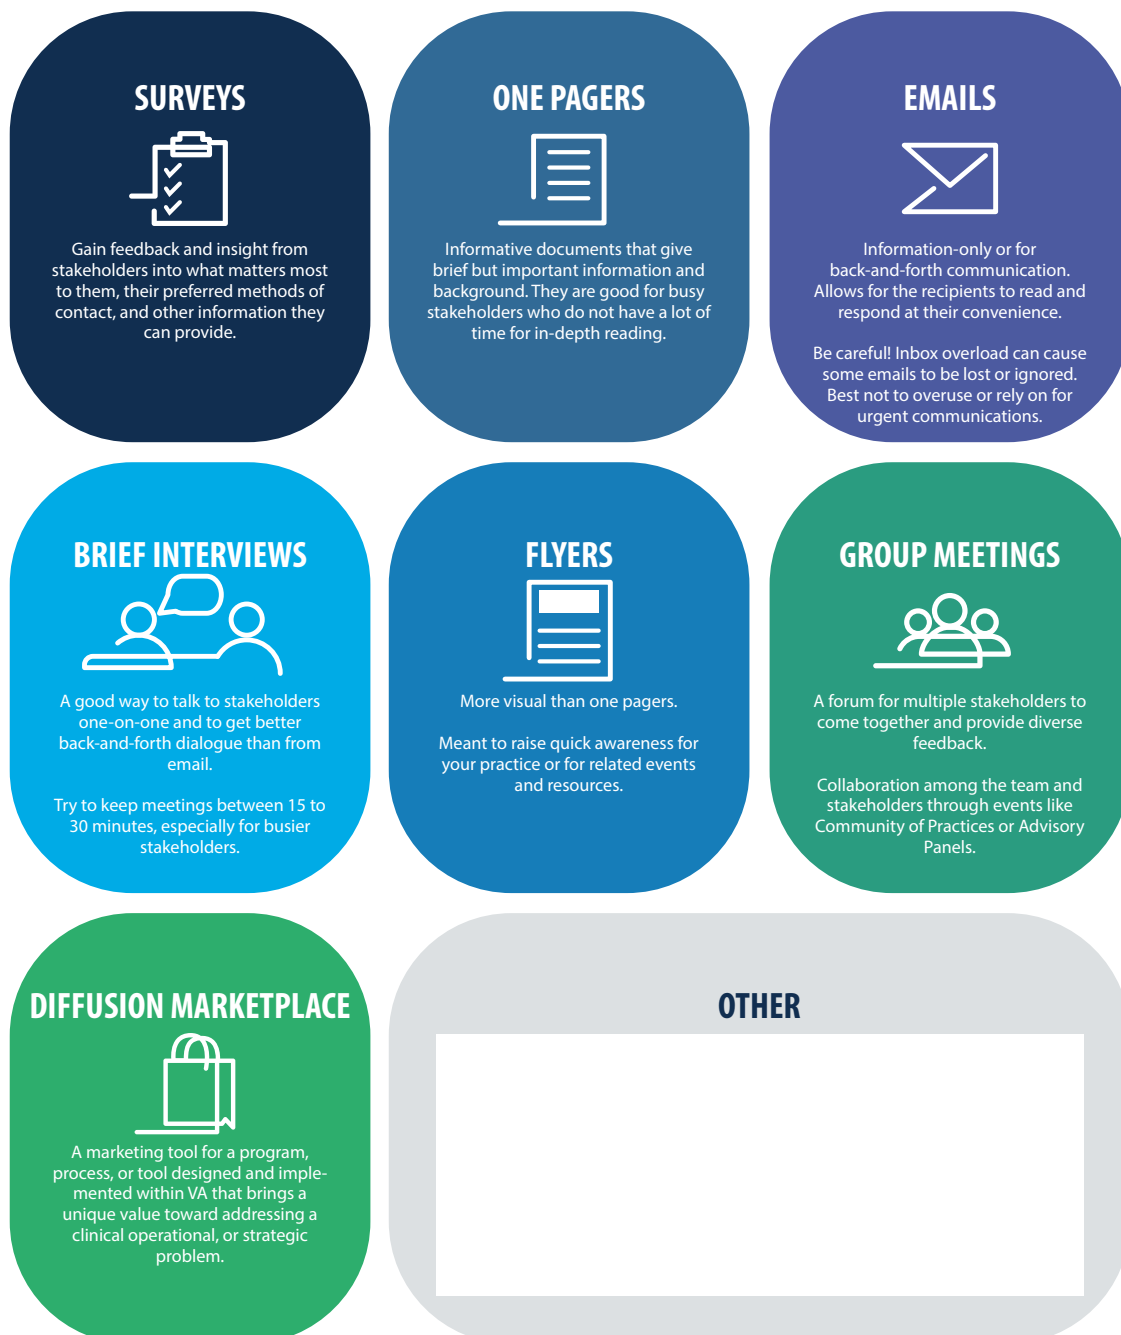 SURVEYS
Gain feedback and insight from
stakeholders into what matters most
to them, their preferred methods of
contact, and other information they
can provide.
ONE PAGERS
Informative documents that give
brief but important information and
background. They are good for busy
stakeholders who do not have a lot of
time for in-depth reading.
EMAILS
Information-only or for
back-and-forth communication.
Allows for the recipients to read and
respond at their convenience.
Be careful! Inbox overload can cause
some emails to be lost or ignored.
Best not to overuse or rely on for
urgent communications.
BRIEF INTERVIEWS
A good way to talk to stakeholders
one-on-one and to get better
back-and-forth dialogue than from
email.
Try to keep meetings between 15 to
30 minutes, especially for busier
stakeholders.
FLYERS
More visual than one pagers.
Meant to raise quick awareness for
your practice or for related events
and resources.
GROUP MEETINGS
A forum for multiple stakeholders to
come together and provide diverse
feedback.
Collaboration among the team and
stakeholders through events like
Community of Practices or Advisory
Panels.
DIFFUSION MARKETPLACE
A marketing tool for a program,
process, or tool designed and imple-
mented within VA that brings a
unique value toward addressing a
clinical operational, or strategic
problem.
OTHER